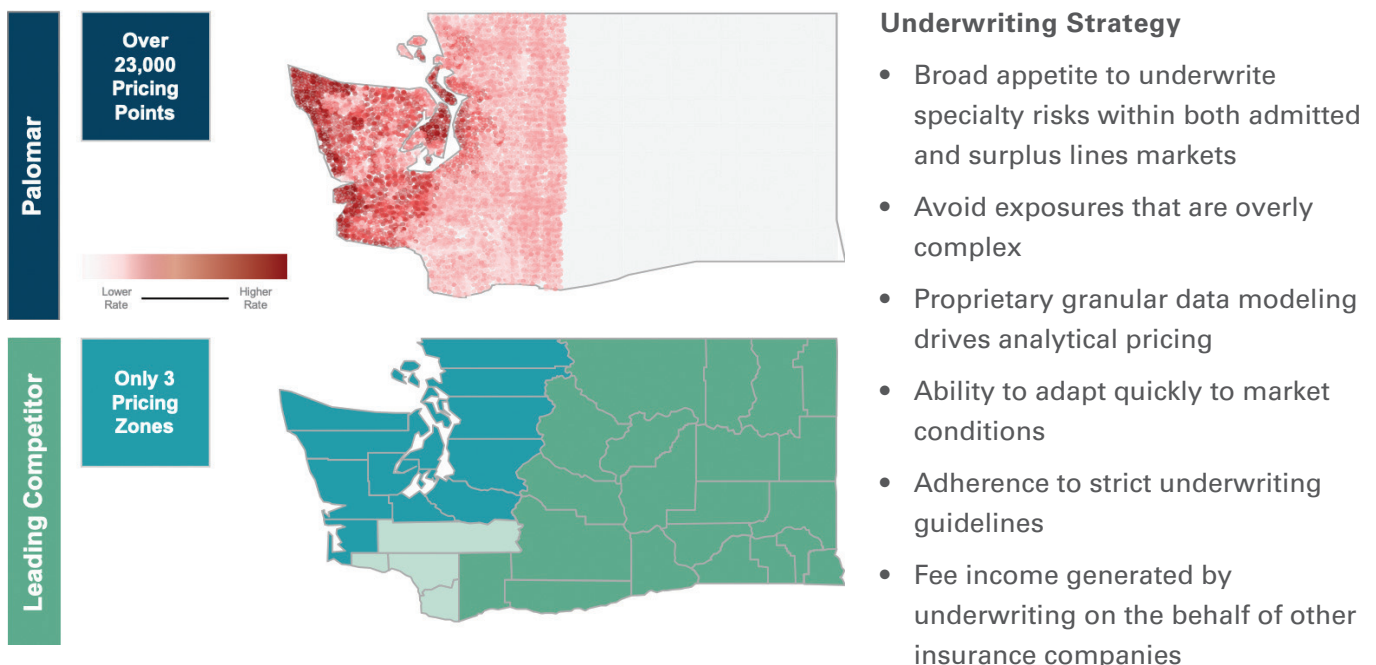 Palomar
Over
23,000
Pricing
Points
Lower
Rate
Higher
Rate
Leading Competitor
Only 3
Pricing
Zones
Underwriting Strategy
• Broad appetite to underwrite
specialty risks within both admitted
and surplus lines markets
• Avoid exposures that are overly
complex
• Proprietary granular data modeling
drives analytical pricing
• Ability to adapt quickly to market
conditions
• Adherence to strict underwriting
guidelines
• Fee income generated by
underwriting on the behalf of other
insurance companies